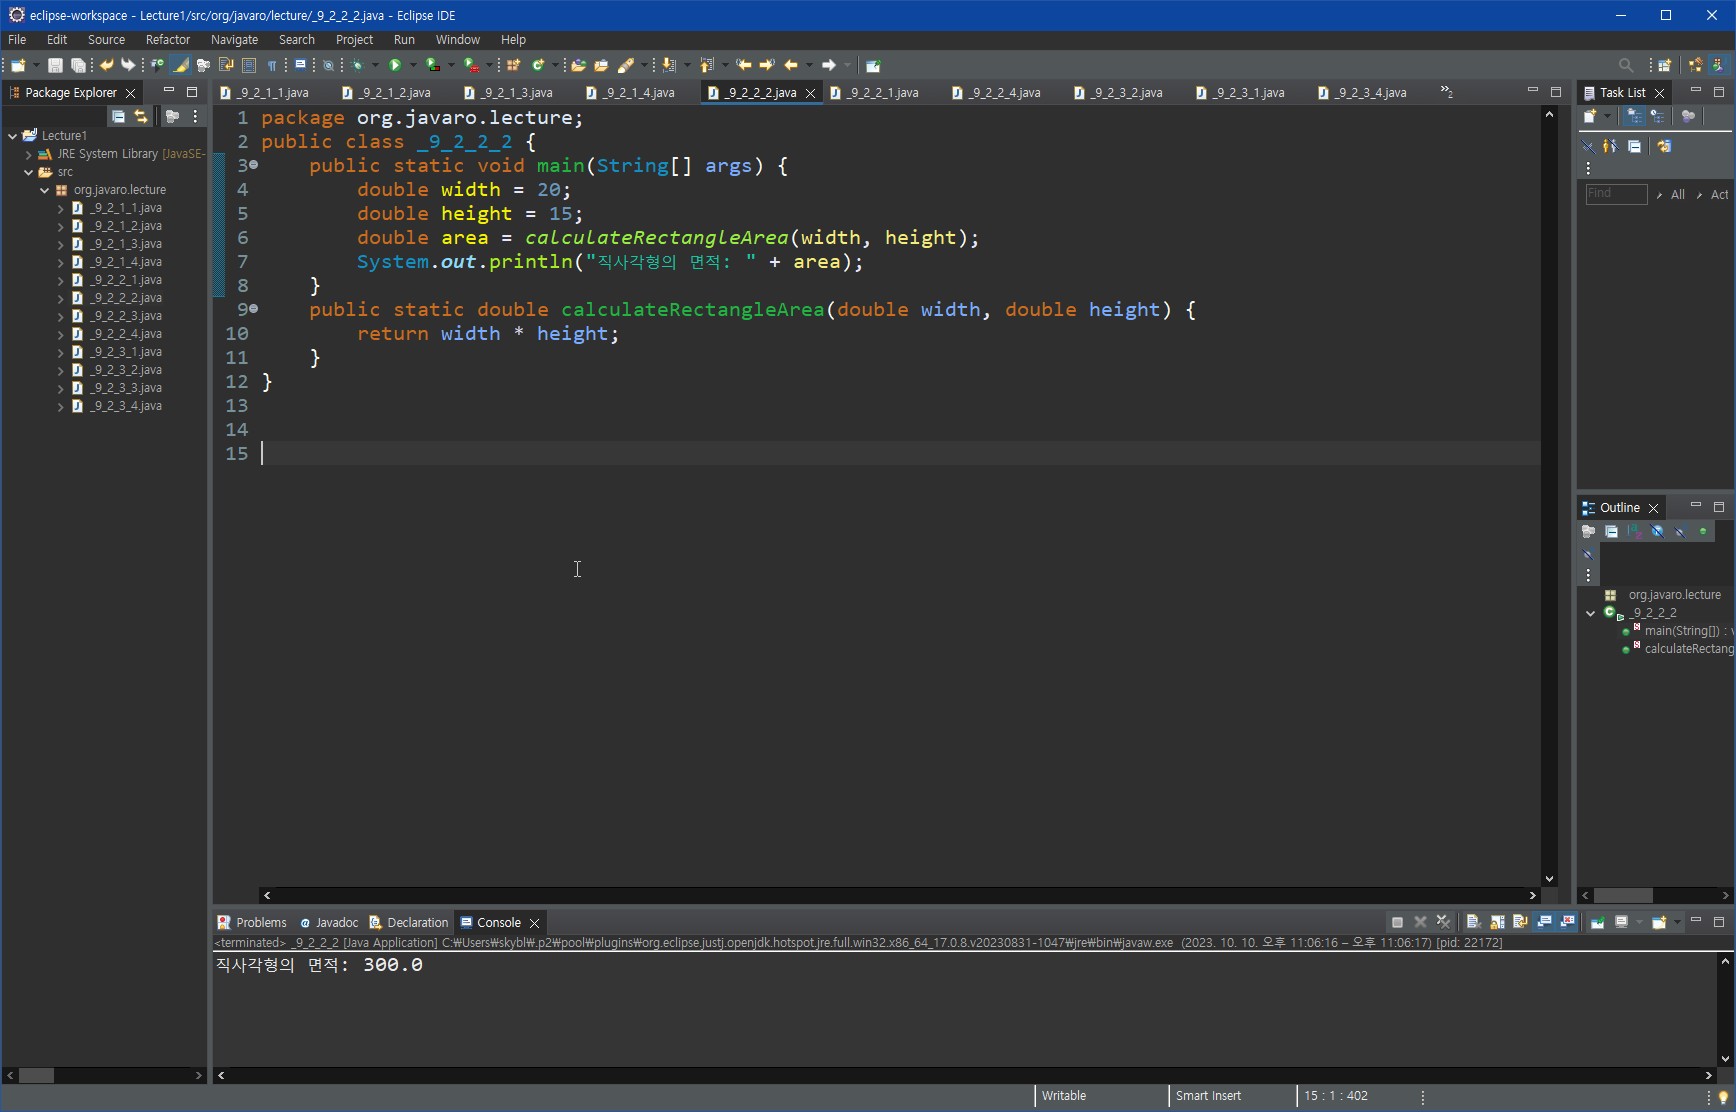 eclipse-workspace - Lecture1/src/org/javaro/lecture/_9_2_2_2.java - Eclipse IDE
File Edit Source Refactor Navigate Search Project Run Window Help
Package Explorer
Lecture1
JRE System Library [JavaSE-
src
org.javaro.lecture
_9_2_1_1.java
_9_2_1_2.java
_9_2_1_3.java
_9_2_1_4.java
_9_2_2_1.java
_9_2_2_2.java
_9_2_2_3.java
_9_2_2_4.java
_9_2_3_1.java
_9_2_3_2.java
_9_2_3_3.java
_9_2_3_4.java
_9_2_1_1.java _9_2_1_2.java _9_2_1_3.java _9_2_1_4.java _9_2_2_2.java _9_2_2_1.java _9_2_2_4.java _9_2_3_2.java _9_2_3_1.java _9_2_3_4.java »2
1 package org.javaro.lecture;
2 public class _9_2_2_2 {
3 public static void main(String[] args) {
4 double width = 20;
5 double height = 15;
6 double area = calculateRectangleArea(width, height);
7 System.out.println("직사각형의 면적: " + area);
8 }
9 public static double calculateRectangleArea(double width, double height) {
10 return width * height;
11 }
12 }
13
14
15
Task List
Find All Act
Outline
org.javaro.lecture
_9_2_2_2
main(String[]) : v
calculateRectang
Problems Javadoc Declaration Console
<terminated> _9_2_2_2 [Java Application] C:₩Users₩skybl₩.p2₩pool₩plugins₩org.eclipse.justj.openjdk.hotspot.jre.full.win32.x86_64_17.0.8.v20230831-1047₩jre₩bin₩javaw.exe (2023. 10. 10. 오후 11:06:16 – 오후 11:06:17) [pid: 22172]
직사각형의 면적: 300.0
Writable Smart Insert 15 : 1 : 402